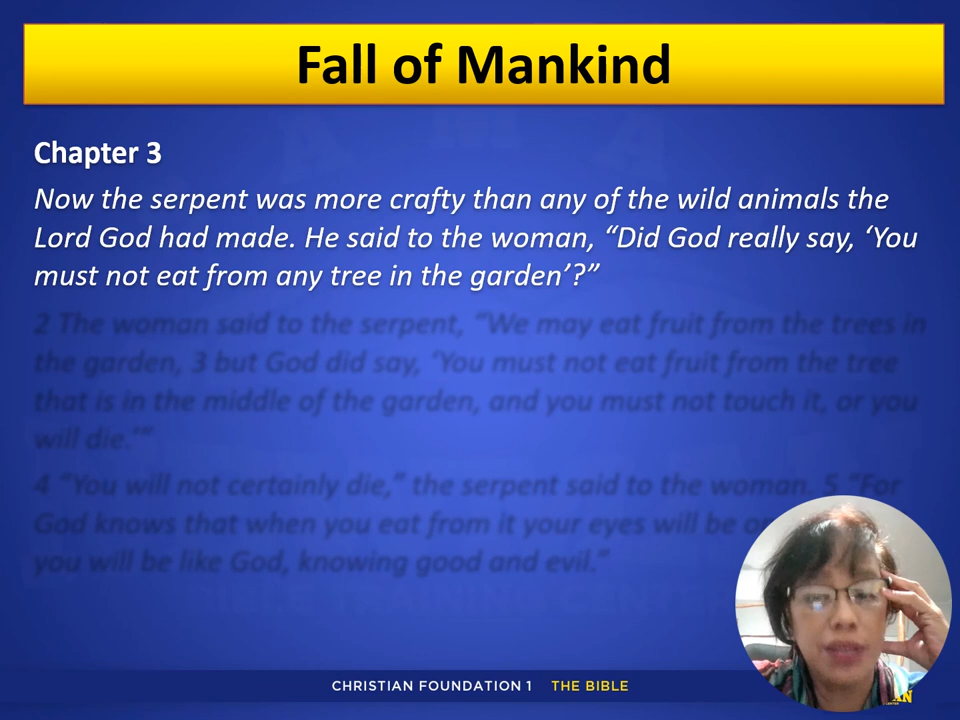 Fall of Mankind
Chapter 3
Now the serpent was more crafty than any of the wild animals the
Lord God had made. He said to the woman, “Did God really say, ‘You
must not eat from any tree in the garden’?”
2 The woman said to the serpent, “We may eat fruit from the trees in
the garden, 3 but God did say, ‘You must not eat fruit from the tree
that is in the middle of the garden, and you must not touch it, or you
will die.’”
4 “You will not certainly die,” the serpent said to the woman. 5 “For
God knows that when you eat from it your eyes will be
you will be like God, knowing good and evil.”
CHRISTIAN FOUNDATION 1 THE BIBLE